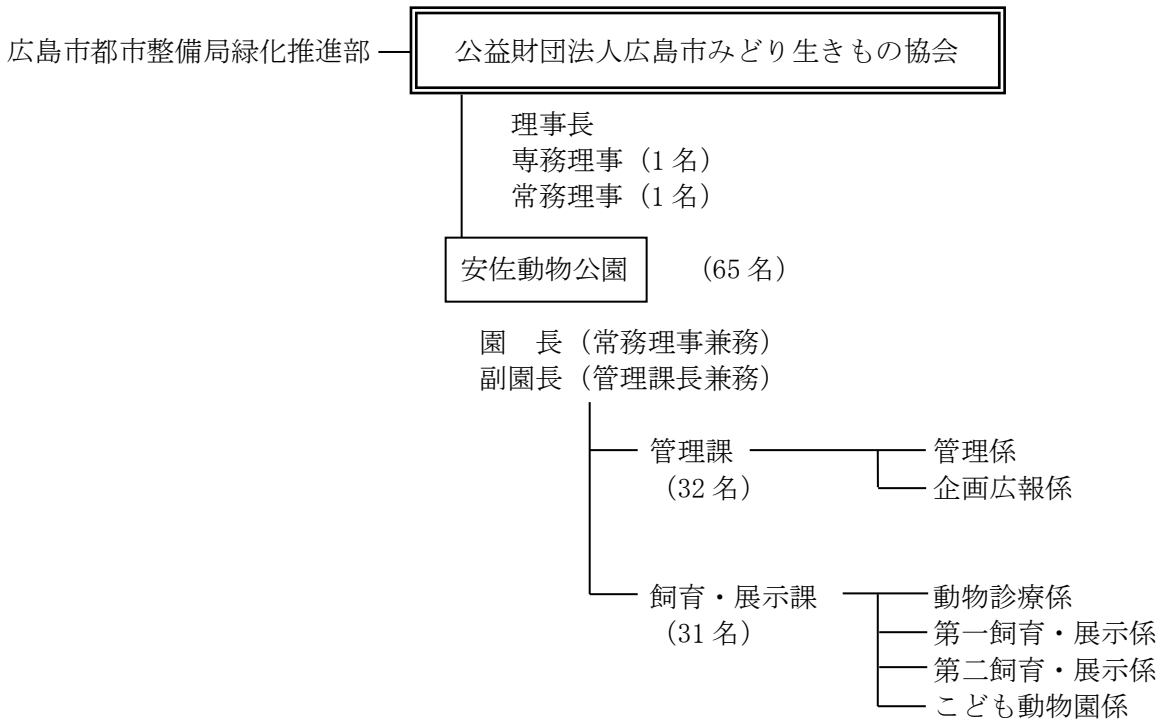 広島市都市整備局緑化推進部
公益財団法人広島市みどり生きもの協会
理事長
専務理事（1 名）
常務理事（1 名）
安佐動物公園 （65 名）
園　長（常務理事兼務）
副園長（管理課長兼務）
管理課 管理係
（32 名） 企画広報係
飼育・展示課 動物診療係
（31 名） 第一飼育・展示係
第二飼育・展示係
こども動物園係